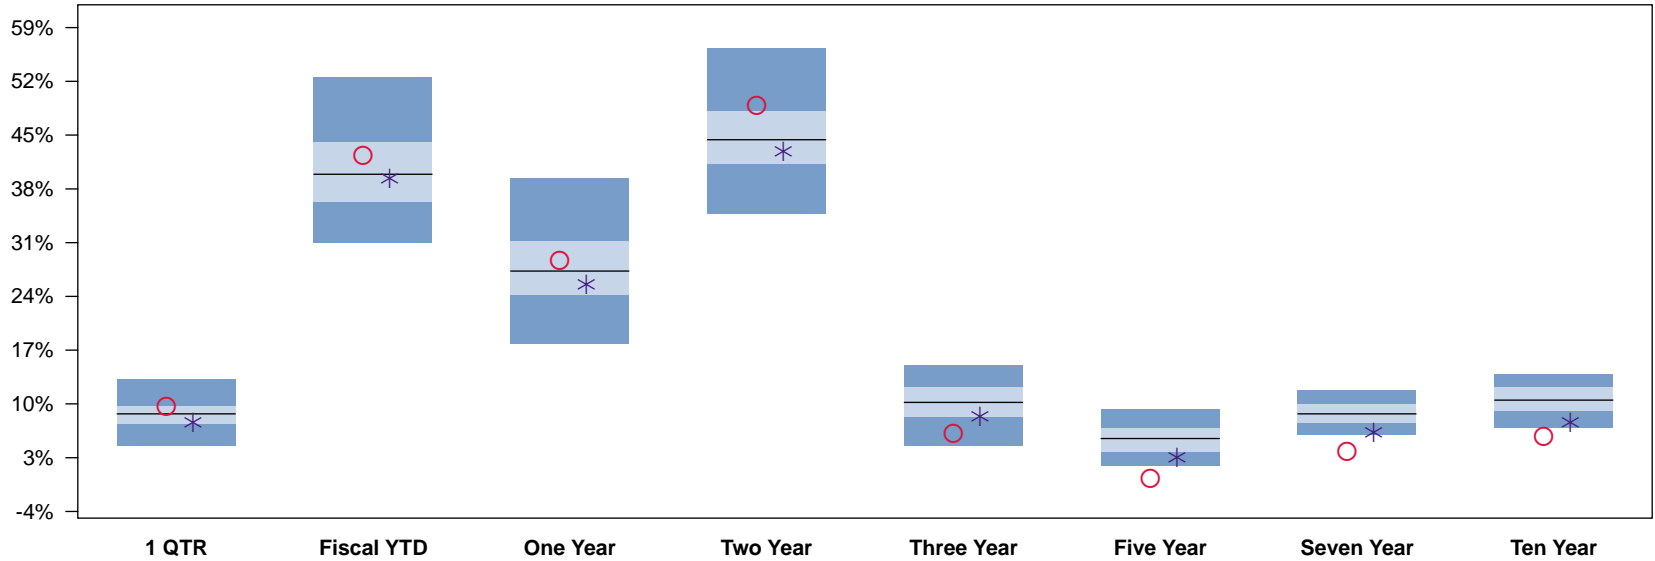 59%
52%
45%
38%
31%
24%
17%
10%
3%
-4%
1 QTR
Fiscal YTD
One Year
Two Year
Three Year
Five Year
Seven Year
Ten Year